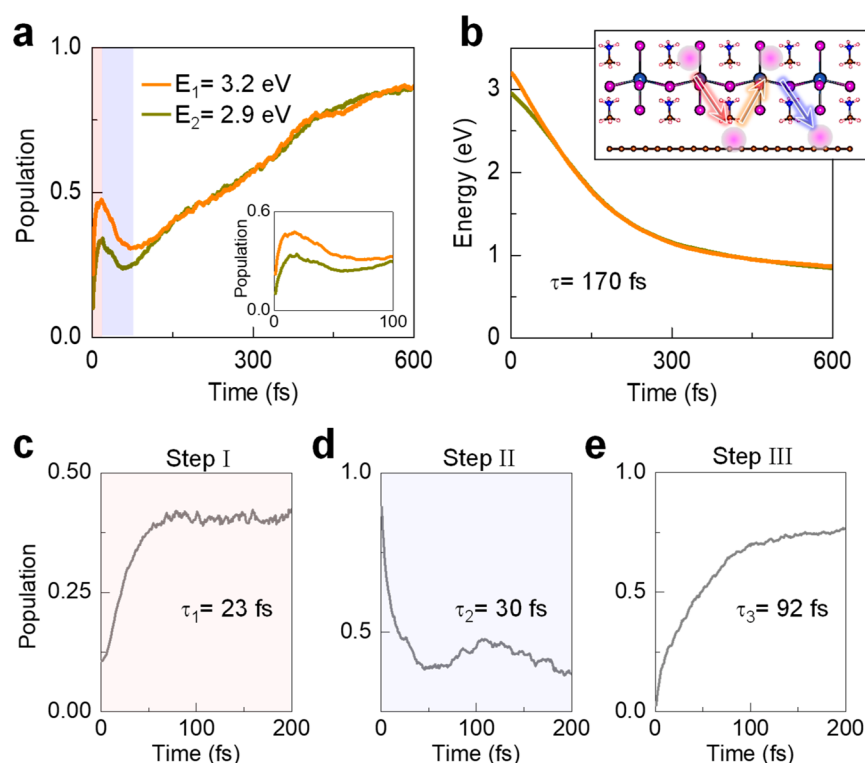 a
1.0
0.5
0.0
Population
E₁= 3.2 eV
E₂= 2.9 eV
0.6
0.0
Population
0 100
0 300 600
Time (fs)
b
3
2
1
0
Energy (eV)
τ= 170 fs
0 300 600
Time (fs)
c
Step I
0.50
0.25
0.00
Population
τ₁= 23 fs
0 100 200
Time (fs)
d
Step II
1.0
0.5
τ₂= 30 fs
0 100 200
Time (fs)
e
Step III
1.0
0.5
0.0
τ₃= 92 fs
0 100 200
Time (fs)